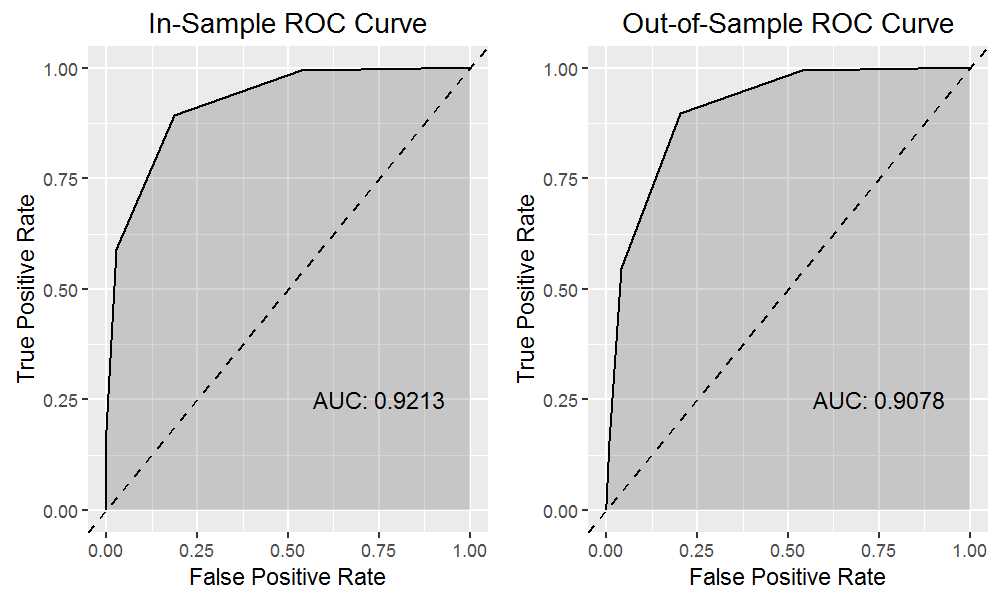 In-Sample ROC Curve
True Positive Rate
1.00
0.75
0.50
0.25
0.00
AUC: 0.9213
0.00 0.25 0.50 0.75 1.00
False Positive Rate
Out-of-Sample ROC Curve
True Positive Rate
1.00
0.75
0.50
0.25
0.00
AUC: 0.9078
0.00 0.25 0.50 0.75 1.00
False Positive Rate